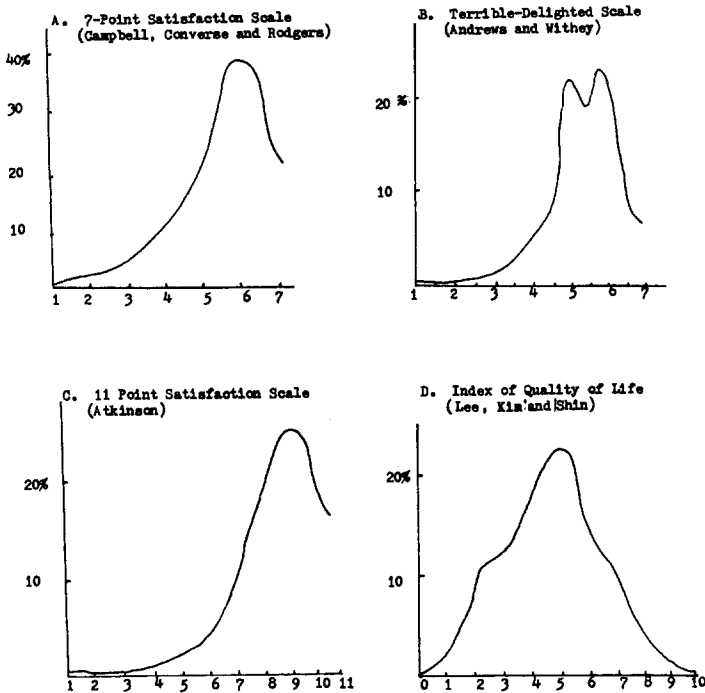 A. 7-Point Satisfaction Scale
(Campbell, Converse and Rodgers)
40%
30
20
10
1 2 3 4 5 6 7
B. Terrible-Delighted Scale
(Andrews and Withey)
20 %
10
1 2 3 4 5 6 7
C. 11 Point Satisfaction Scale
(Atkinson)
20%
10
1 2 3 4 5 6 7 8 9 10 11
D. Index of Quality of Life
(Lee, Kim and Shin)
20%
10
0 1 2 3 4 5 6 7 8 9 10